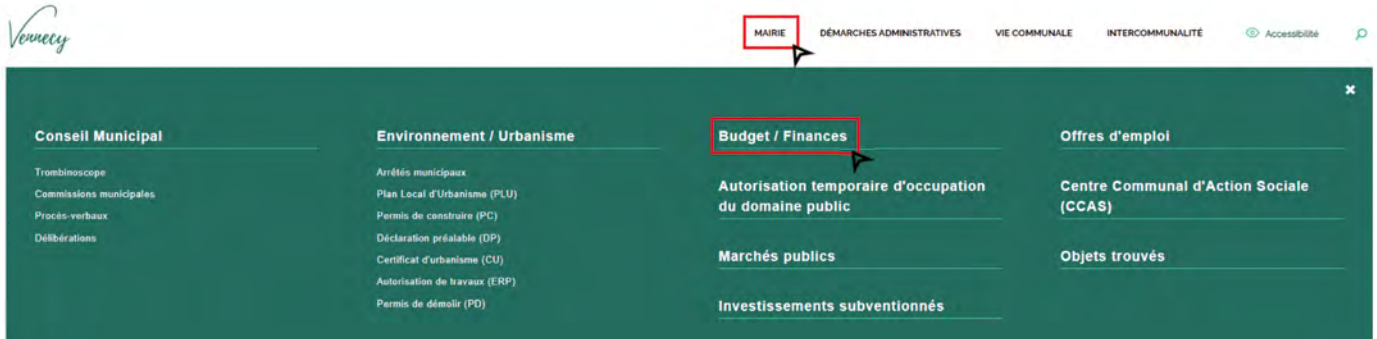 Vennecy
MAIRIE
DÉMARCHES ADMINISTRATIVES
VIE COMMUNALE
INTERCOMMUNALITÉ
Accessibilité
Conseil Municipal
Trombinoscope
Commissions municipales
Procès-verbaux
Délibérations
Environnement / Urbanisme
Arrêtés municipaux
Plan Local d'Urbanisme (PLU)
Permis de construire (PC)
Déclaration préalable (DP)
Certificat d'urbanisme (CU)
Autorisation de travaux (ERP)
Permis de démolir (PD)
Budget / Finances
Autorisation temporaire d'occupation
du domaine public
Marchés publics
Investissements subventionnés
Offres d'emploi
Centre Communal d'Action Sociale
(CCAS)
Objets trouvés